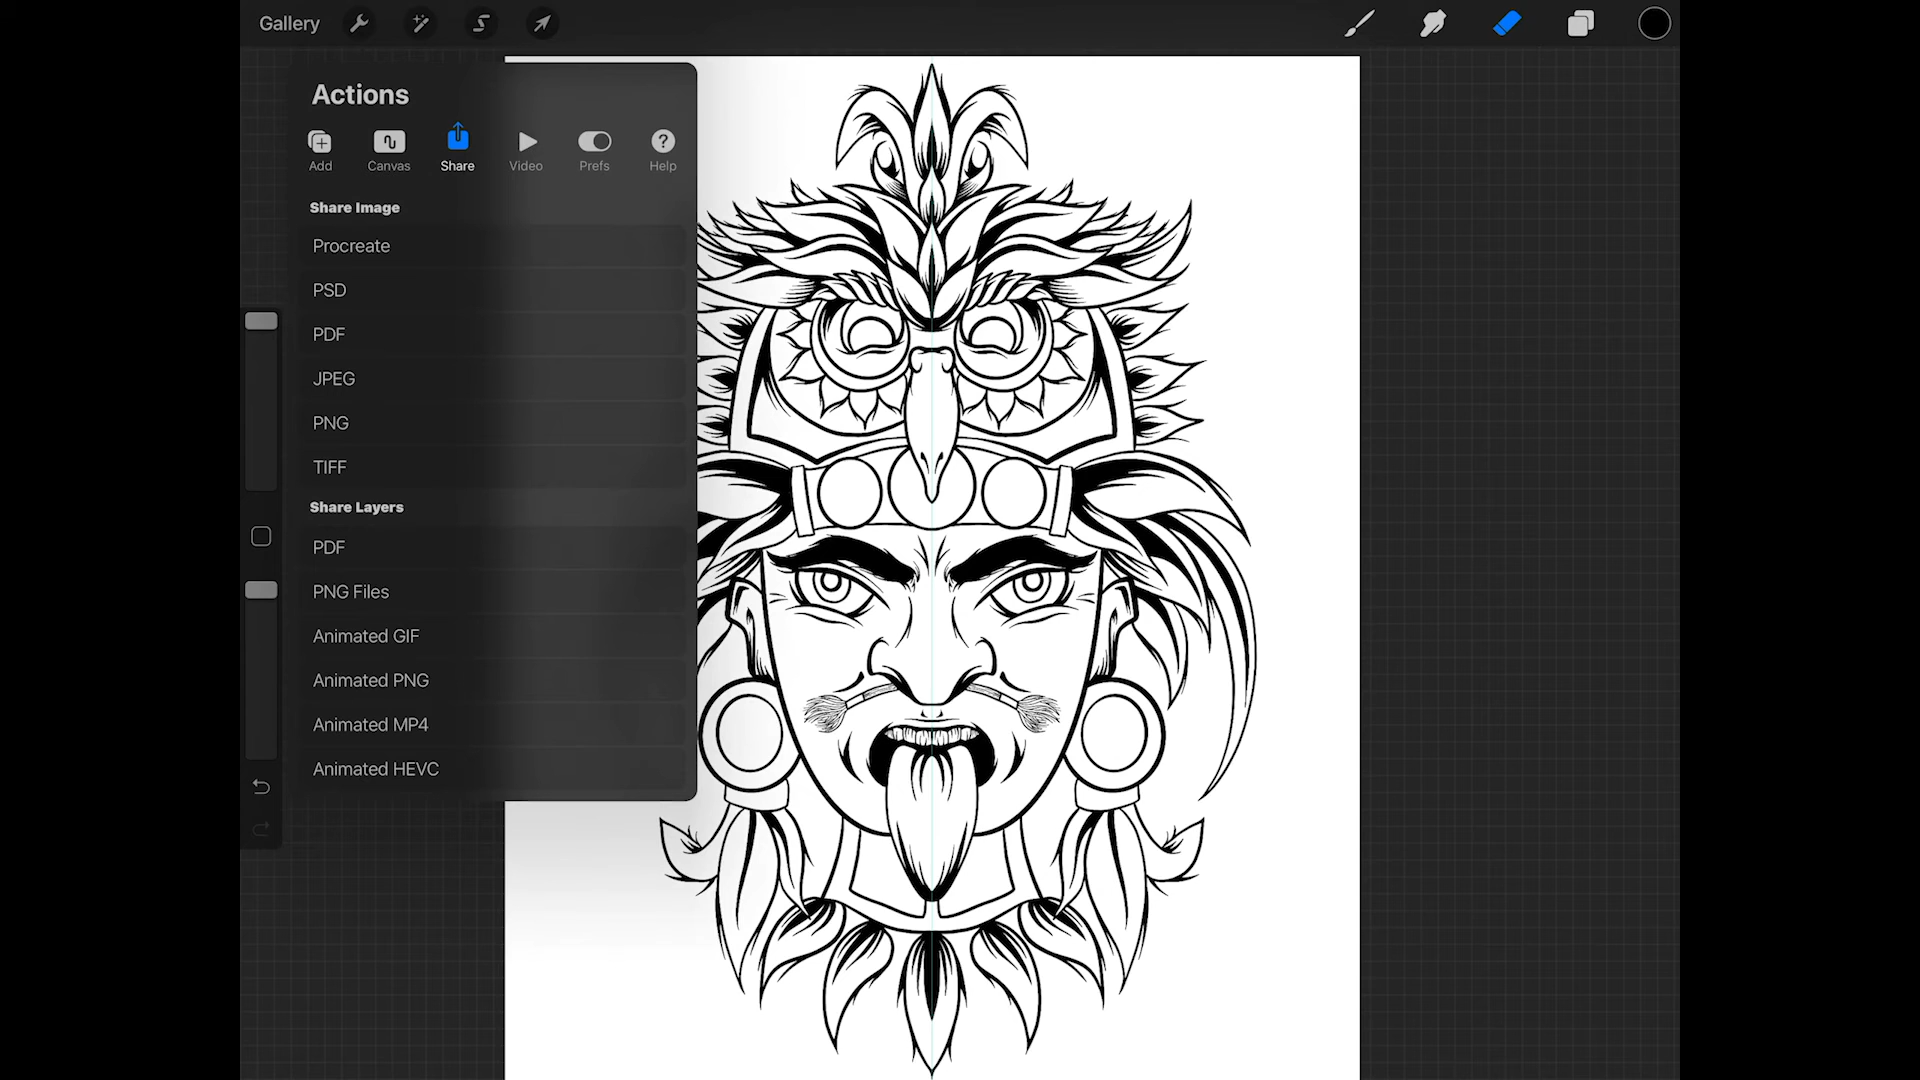 Gallery
Actions
Add Canvas Share Video Prefs Help
Share Image
Procreate
PSD
PDF
JPEG
PNG
TIFF
Share Layers
PDF
PNG Files
Animated GIF
Animated PNG
Animated MP4
Animated HEVC